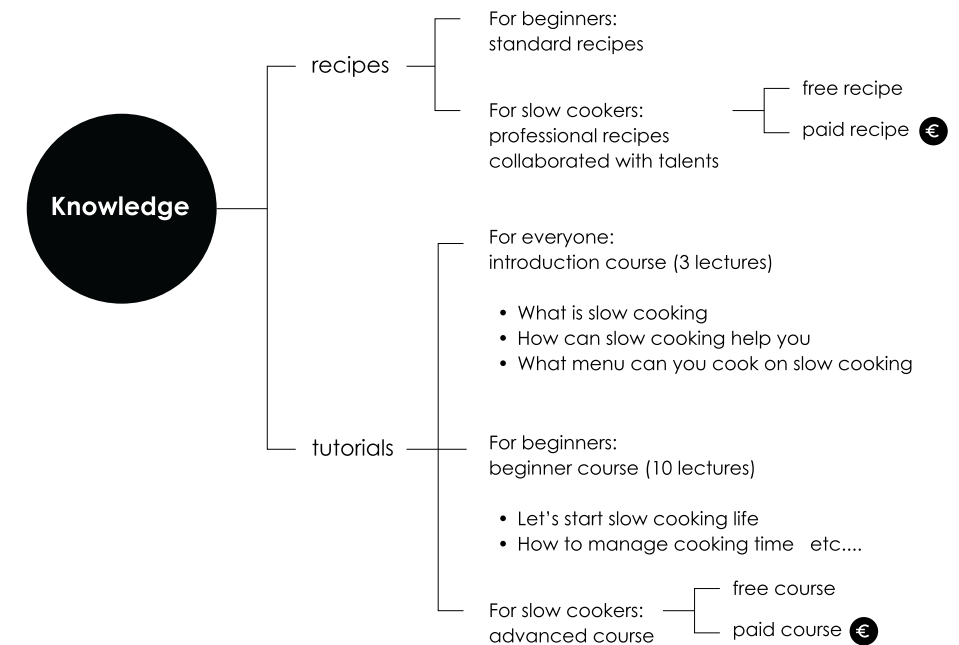 Knowledge
recipes
For beginners:
standard recipes
For slow cookers:
professional recipes
collaborated with talents
free recipe
paid recipe €
tutorials
For everyone:
introduction course (3 lectures)
• What is slow cooking
• How can slow cooking help you
• What menu can you cook on slow cooking
For beginners:
beginner course (10 lectures)
• Let’s start slow cooking life
• How to manage cooking time   etc....
For slow cookers:
advanced course
free course
paid course €